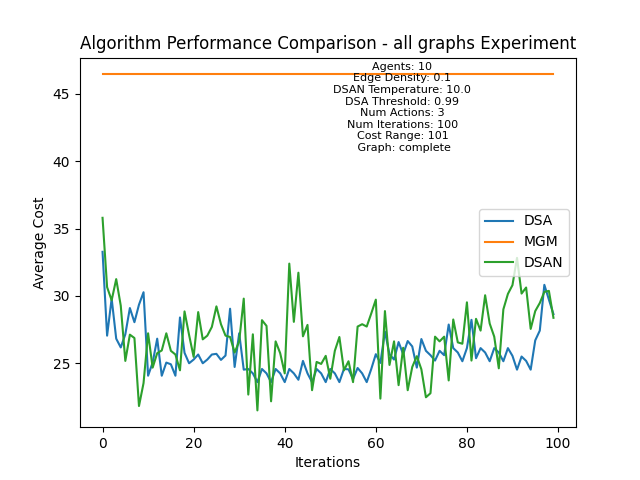 Algorithm Performance Comparison - all graphs Experiment
Agents: 10
Edge Density: 0.1
DSAN Temperature: 10.0
DSA Threshold: 0.99
Num Actions: 3
Num Iterations: 100
Cost Range: 101
Graph: complete
45
40
35
30
25
Average Cost
DSA
MGM
DSAN
0
20
40
60
80
100
Iterations